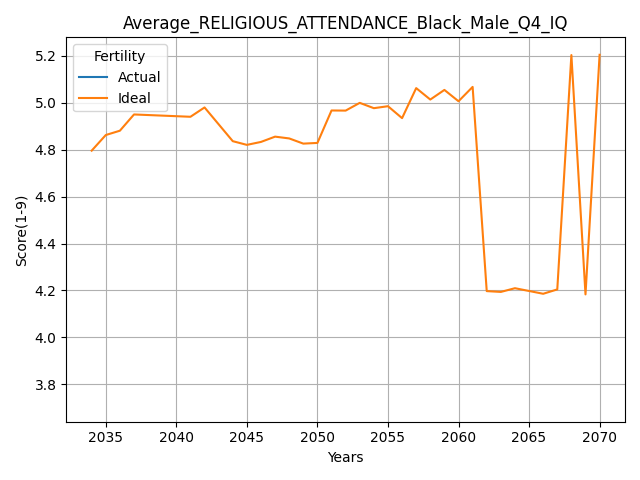 Average_RELIGIOUS_ATTENDANCE_Black_Male_Q4_IQ
Fertility
Actual
Ideal
5.2
5.0
4.8
4.6
4.4
4.2
4.0
3.8
Score(1-9)
2035 2040 2045 2050 2055 2060 2065 2070
Years